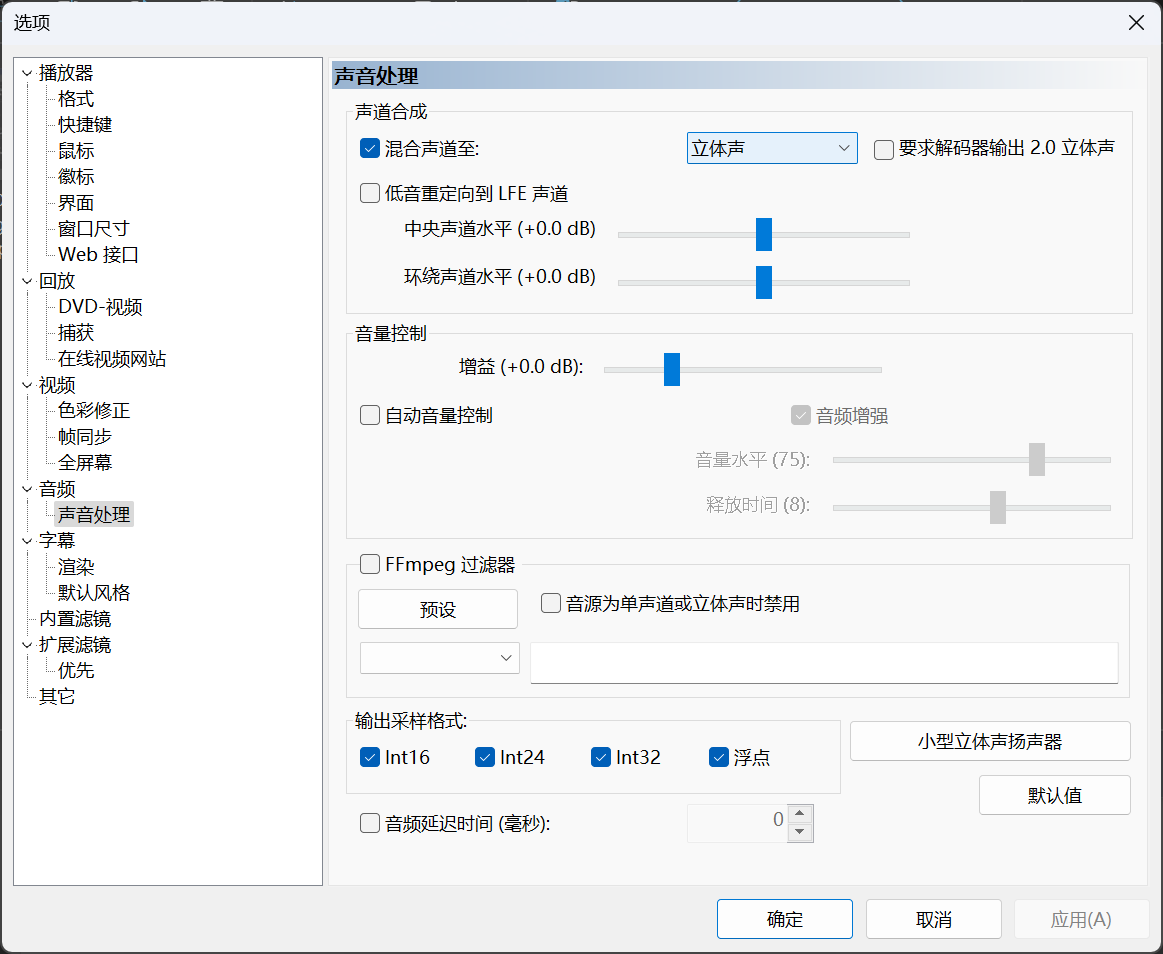 选项
播放器
格式
快捷键
鼠标
徽标
界面
窗口尺寸
Web 接口
回放
DVD-视频
捕获
在线视频网站
视频
色彩修正
帧同步
全屏幕
音频
声音处理
字幕
渲染
默认风格
内置滤镜
扩展滤镜
优先
其它
声音处理
声道合成
混合声道至: 立体声 要求解码器输出 2.0 立体声
低音重定向到 LFE 声道
中央声道水平 (+0.0 dB)
环绕声道水平 (+0.0 dB)
音量控制
增益 (+0.0 dB):
自动音量控制 音频增强
音量水平 (75):
释放时间 (8):
FFmpeg 过滤器
预设 音源为单声道或立体声时禁用
输出采样格式:
Int16 Int24 Int32 浮点
小型立体声扬声器
默认值
音频延迟时间 (毫秒): 0
确定 取消 应用(A)